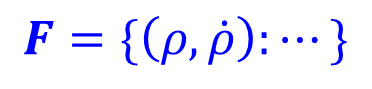 F = {(ρ, ρ̇): ⋯ }